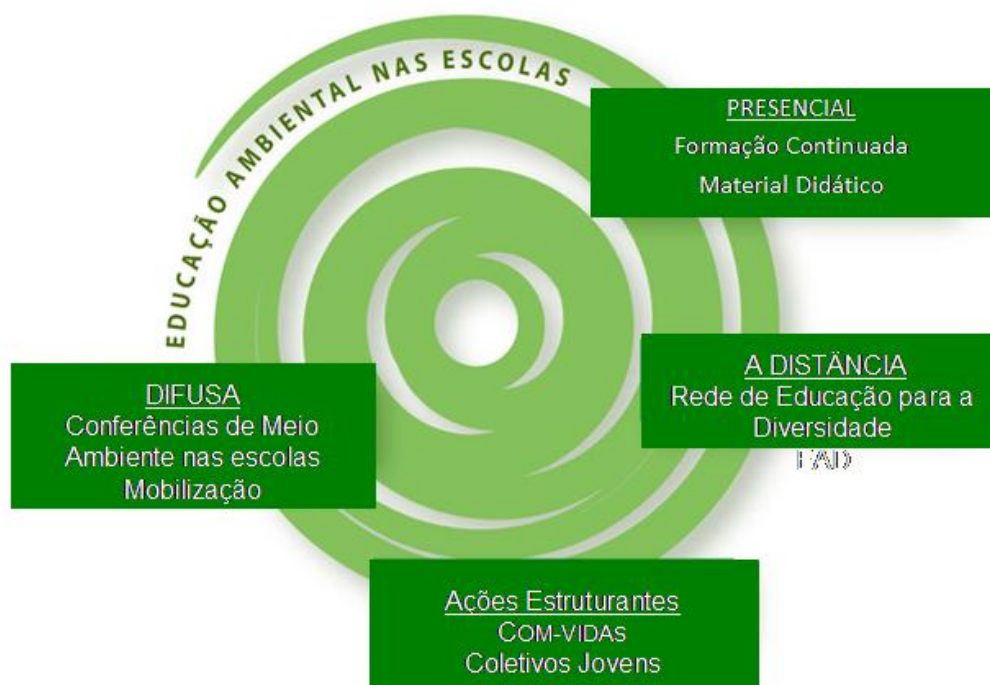 EDUCAÇÃO AMBIENTAL NAS ESCOLAS
PRESENCIAL
Formação Continuada
Material Didático
A DISTÂNCIA
Rede de Educação para a
Diversidade
EAD
DIFUSA
Conferências de Meio
Ambiente nas escolas
Mobilização
Ações Estruturantes
COM-VIDAS
Coletivos Jovens